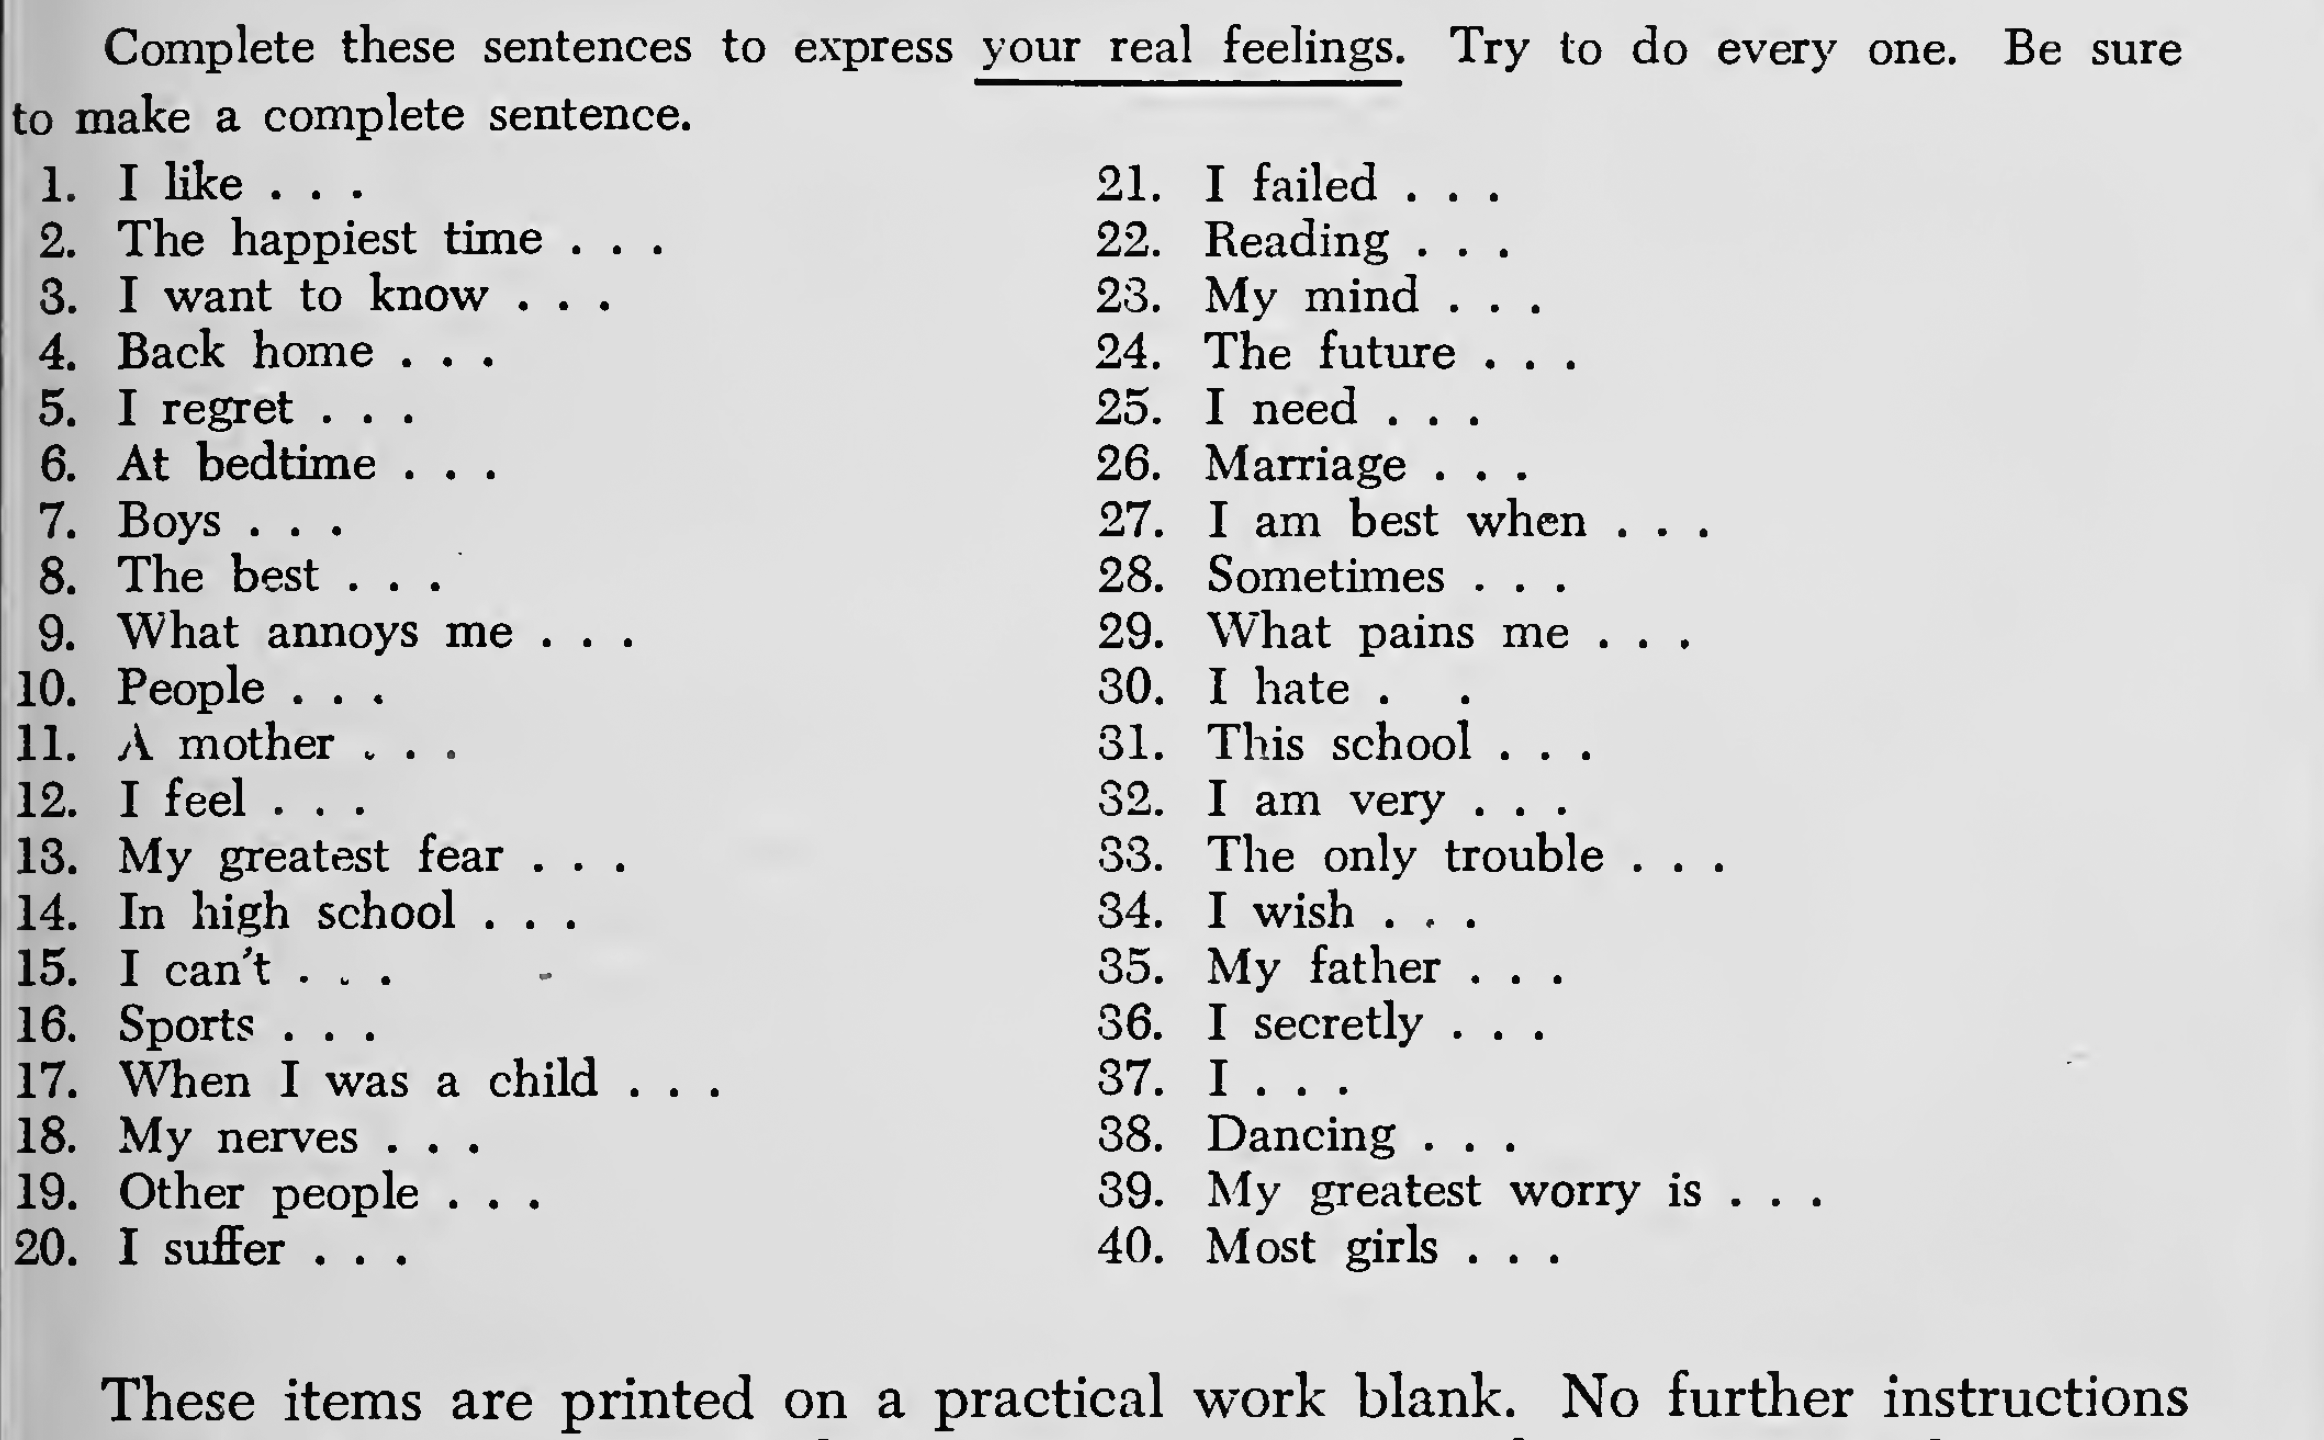 Complete these sentences to express your real feelings. Try to do every one. Be sure
to make a complete sentence.
1. I like . . .
2. The happiest time . . .
3. I want to know . . .
4. Back home . . .
5. I regret . . .
6. At bedtime . . .
7. Boys . . .
8. The best . . .
9. What annoys me . . .
10. People . . .
11. A mother . . .
12. I feel . . .
13. My greatest fear . . .
14. In high school . . .
15. I can't . . .
16. Sports . . .
17. When I was a child . . .
18. My nerves . . .
19. Other people . . .
20. I suffer . . .
21. I failed . . .
22. Reading . . .
23. My mind . . .
24. The future . . .
25. I need . . .
26. Marriage . . .
27. I am best when . . .
28. Sometimes . . .
29. What pains me . . .
30. I hate . .
31. This school . . .
32. I am very . . .
33. The only trouble . . .
34. I wish . . .
35. My father . . .
36. I secretly . . .
37. I . . .
38. Dancing . . .
39. My greatest worry is . . .
40. Most girls . . .
These items are printed on a practical work blank. No further instructions